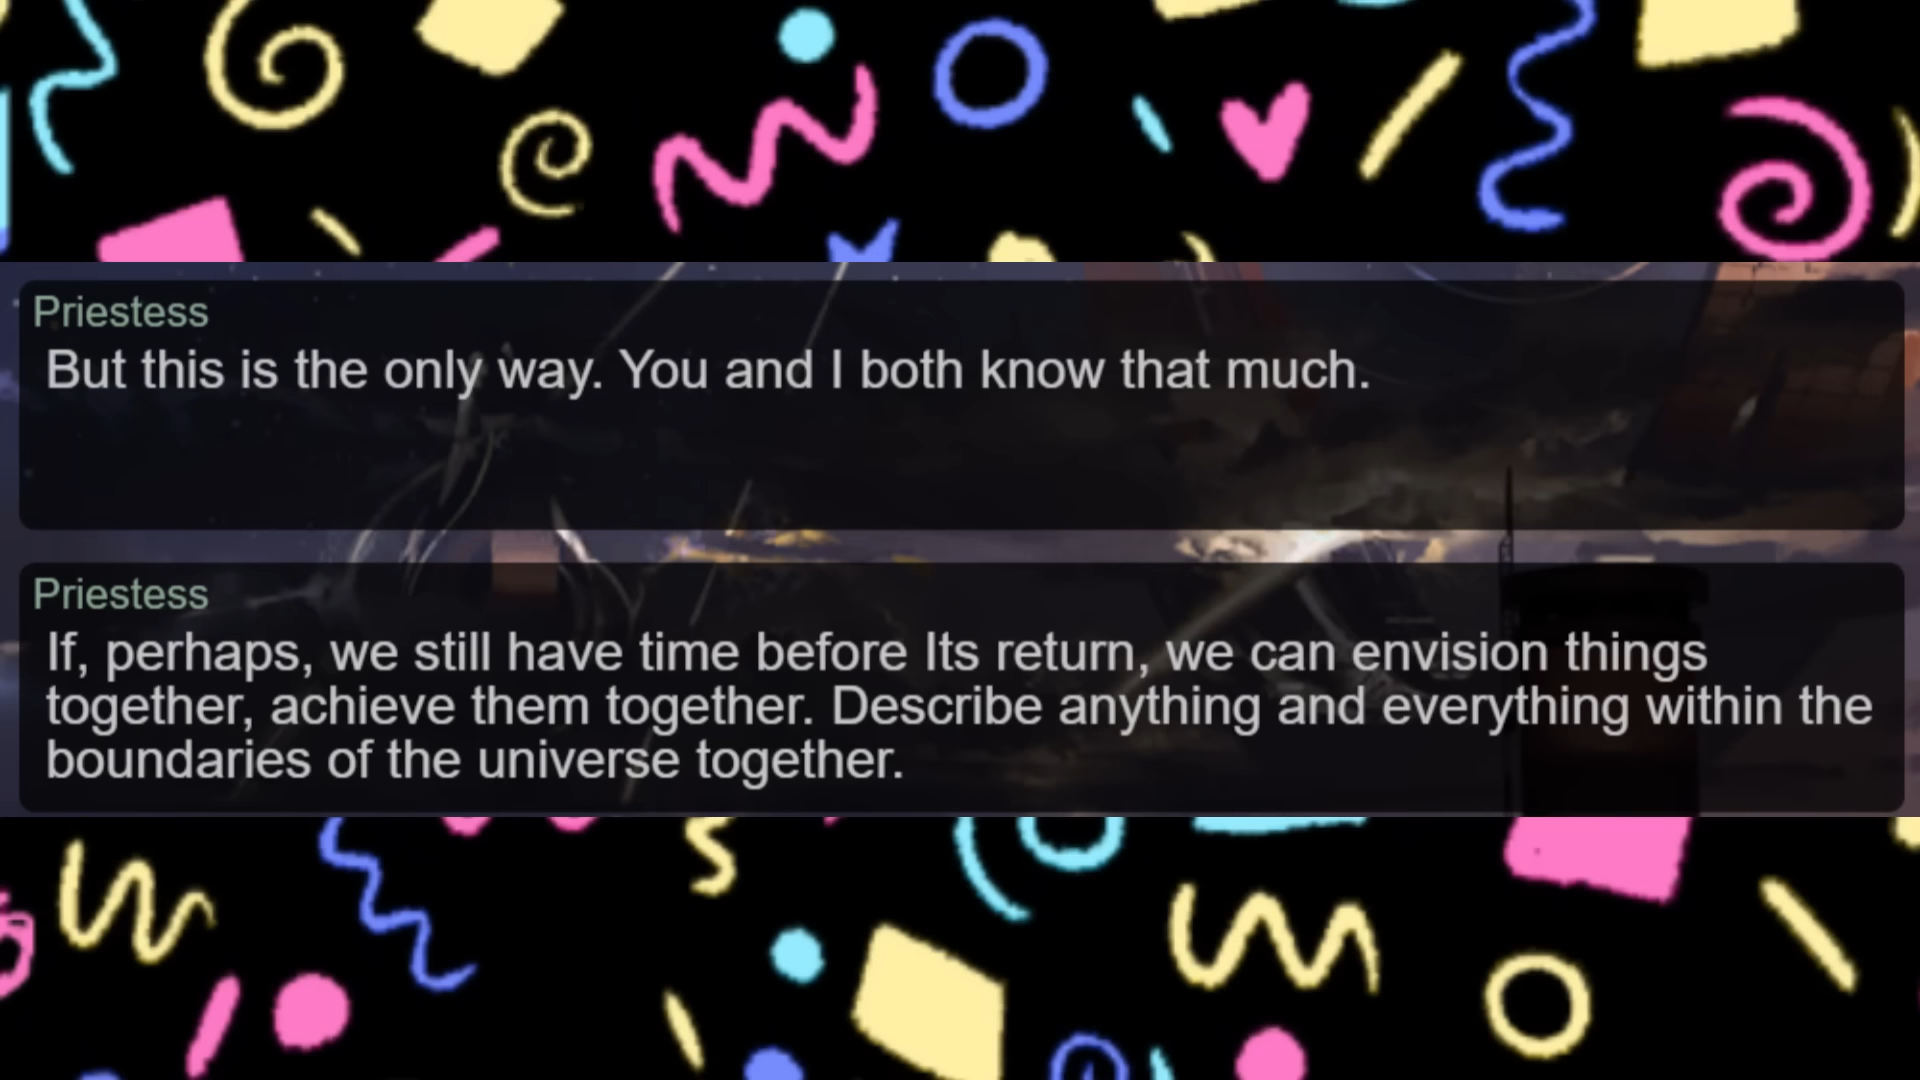 Priestess
But this is the only way. You and I both know that much.
Priestess
If, perhaps, we still have time before Its return, we can envision things
together, achieve them together. Describe anything and everything within the
boundaries of the universe together.